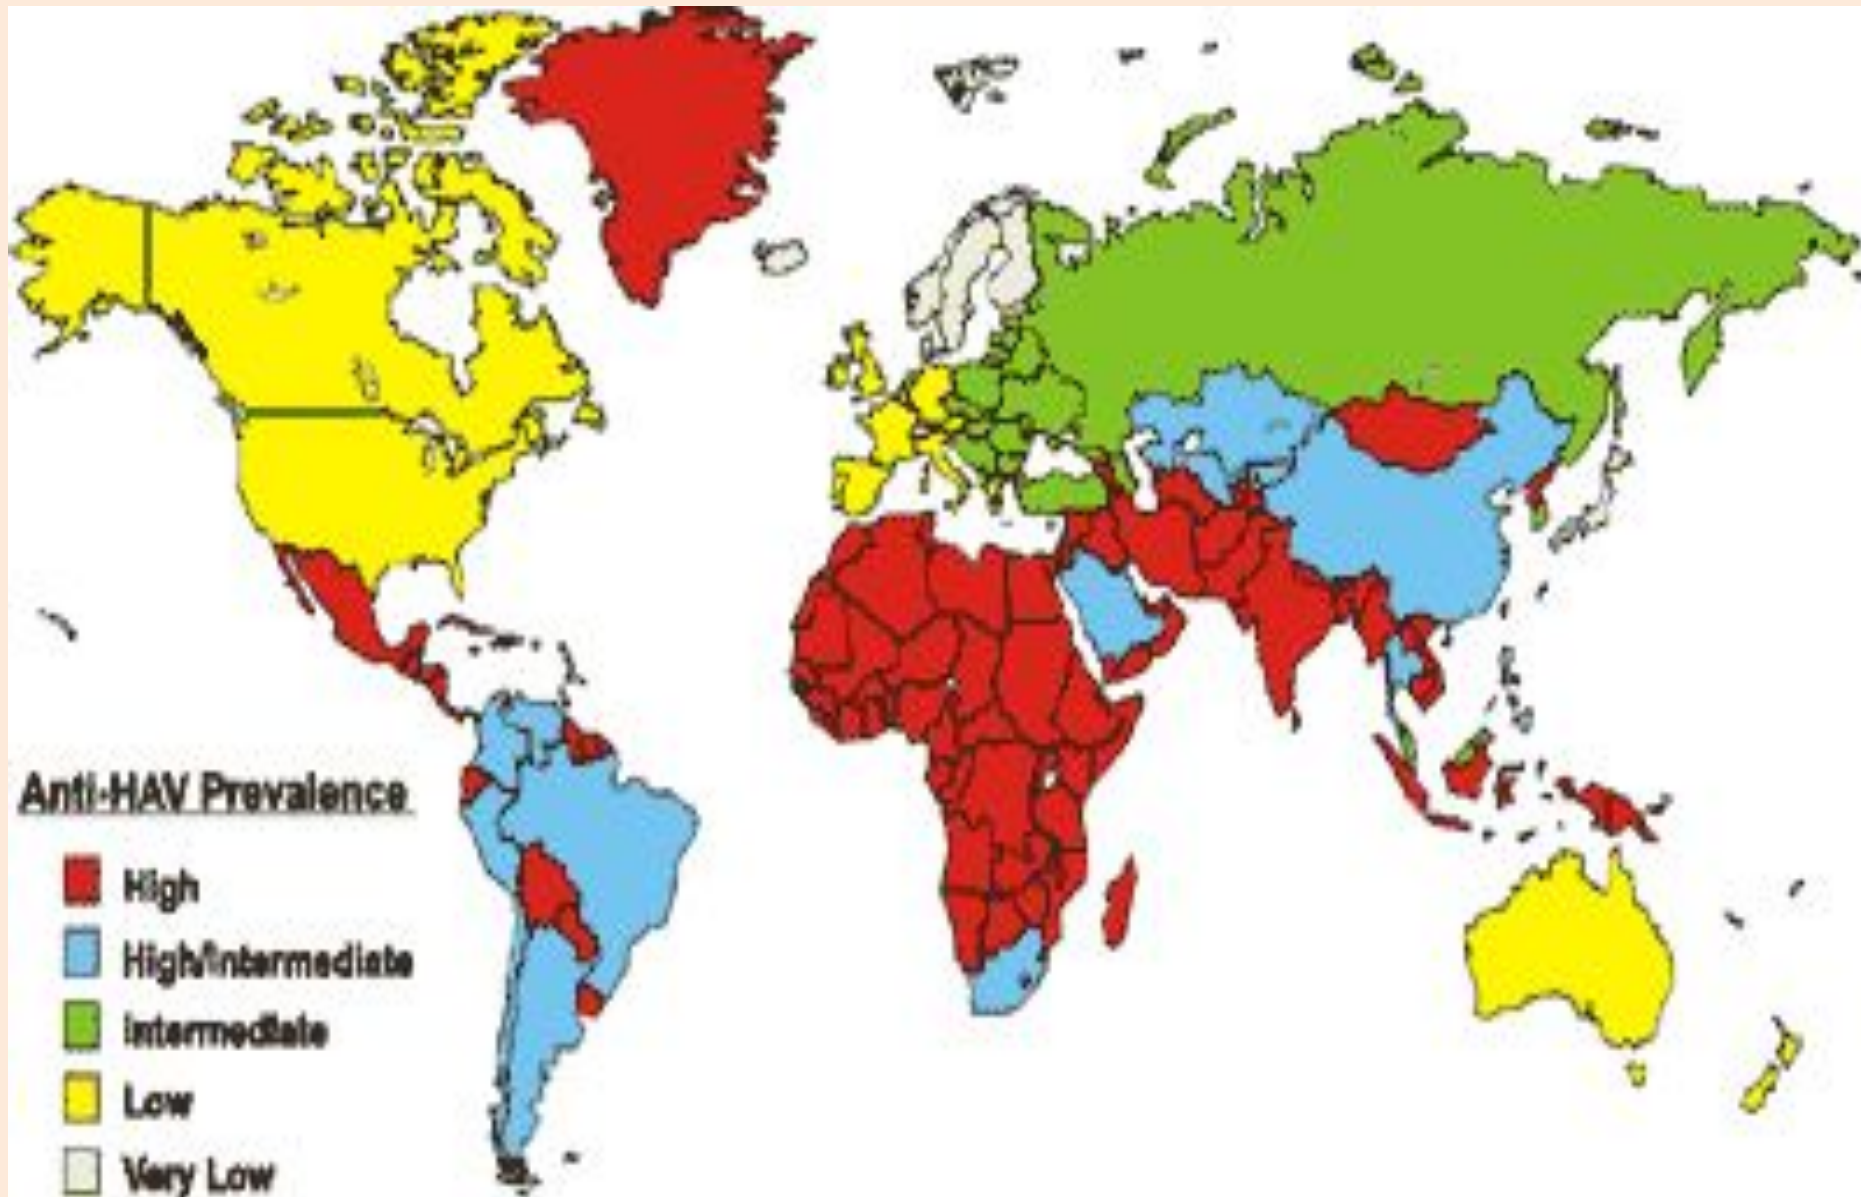 Anti-HAV Prevalence
High
High/Intermediate
Intermediate
Low
Very Low